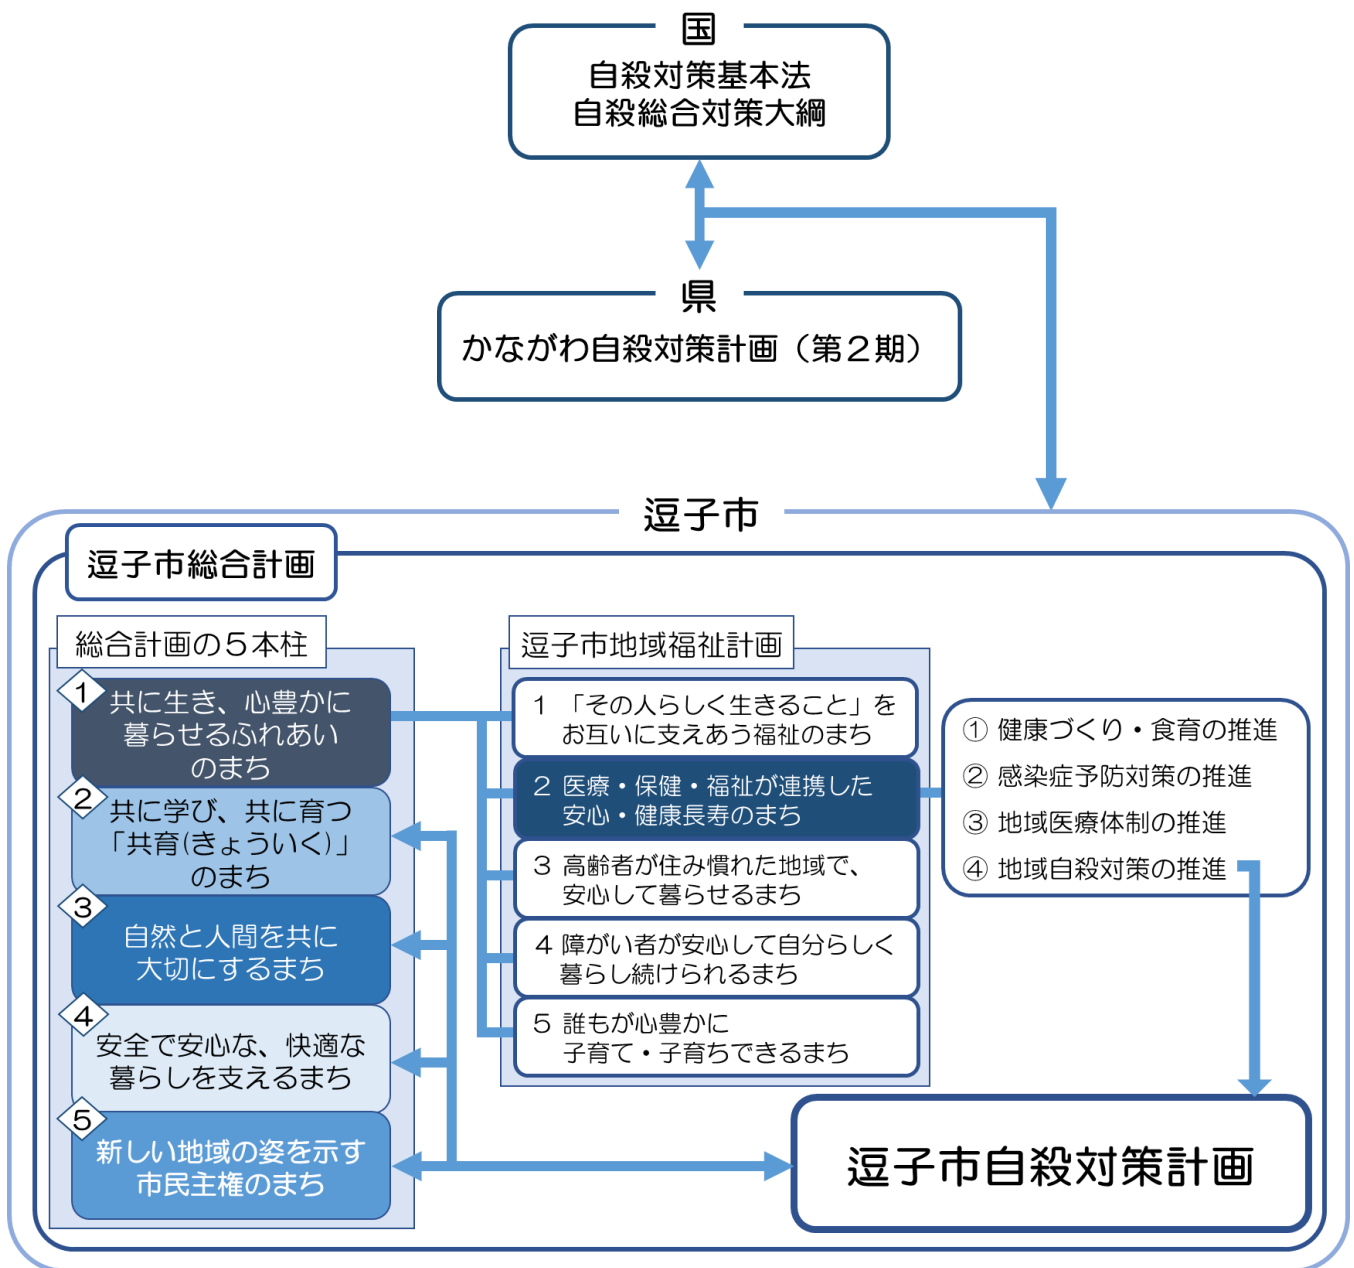 国
自殺対策基本法
自殺総合対策大綱
県
かながわ自殺対策計画（第２期）
逗子市
逗子市総合計画
総合計画の５本柱
1
共に生き、心豊かに
暮らせるふれあい
のまち
2
共に学び、共に育つ
「共育(きょういく)」
のまち
3
自然と人間を共に
大切にするまち
4
安全で安心な、快適な
暮らしを支えるまち
5
新しい地域の姿を示す
市民主権のまち
逗子市地域福祉計画
1 「その人らしく生きること」を
お互いに支えあう福祉のまち
2 医療・保健・福祉が連携した
安心・健康長寿のまち
3 高齢者が住み慣れた地域で、
安心して暮らせるまち
4 障がい者が安心して自分らしく
暮らし続けられるまち
5 誰もが心豊かに
子育て・子育ちできるまち
① 健康づくり・食育の推進
② 感染症予防対策の推進
③ 地域医療体制の推進
④ 地域自殺対策の推進
逗子市自殺対策計画